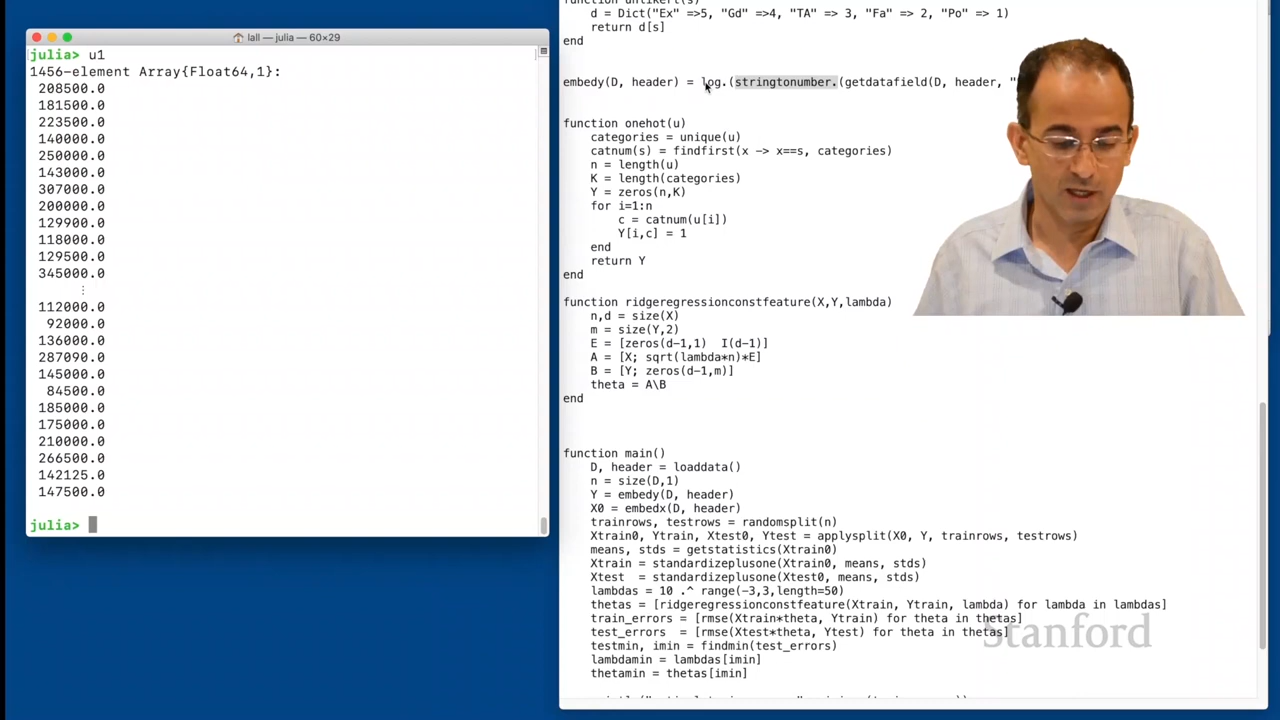 lall — julia — 60×29
julia> u1
1456-element Array{Float64,1}:
208500.0
181500.0
223500.0
140000.0
250000.0
143000.0
307000.0
200000.0
129900.0
118000.0
129500.0
345000.0
⋮
112000.0
92000.0
136000.0
287090.0
145000.0
84500.0
185000.0
175000.0
210000.0
266500.0
142125.0
147500.0
julia>
d = Dict("Ex" =>5, "Gd" =>4, "TA" => 3, "Fa" => 2, "Po" => 1)
return d[s]
end
embedy(D, header) = log.(stringtonumber.(getdatafield(D, header, "
function onehot(u)
categories = unique(u)
catnum(s) = findfirst(x -> x==s, categories)
n = length(u)
K = length(categories)
Y = zeros(n,K)
for i=1:n
c = catnum(u[i])
Y[i,c] = 1
end
return Y
end
function ridgeregressionconstfeature(X,Y,lambda)
n,d = size(X)
m = size(Y,2)
E = [zeros(d-1,1)  I(d-1)]
A = [X; sqrt(lambda*n)*E]
B = [Y; zeros(d-1,m)]
theta = A\B
end
function main()
D, header = loaddata()
n = size(D,1)
Y = embedy(D, header)
X0 = embedx(D, header)
trainrows, testrows = randomsplit(n)
Xtrain0, Ytrain, Xtest0, Ytest = applysplit(X0, Y, trainrows, testrows)
means, stds = getstatistics(Xtrain0)
Xtrain = standardizeplusone(Xtrain0, means, stds)
Xtest  = standardizeplusone(Xtest0, means, stds)
lambdas = 10 .^ range(-3,3,length=50)
thetas = [ridgeregressionconstfeature(Xtrain, Ytrain, lambda) for lambda in lambdas]
train_errors = [rmse(Xtrain*theta, Ytrain) for theta in thetas]
test_errors  = [rmse(Xtest*theta, Ytest) for theta in thetas]
testmin, imin = findmin(test_errors)
lambdamin = lambdas[imin]
thetamin = thetas[imin]
Stanford